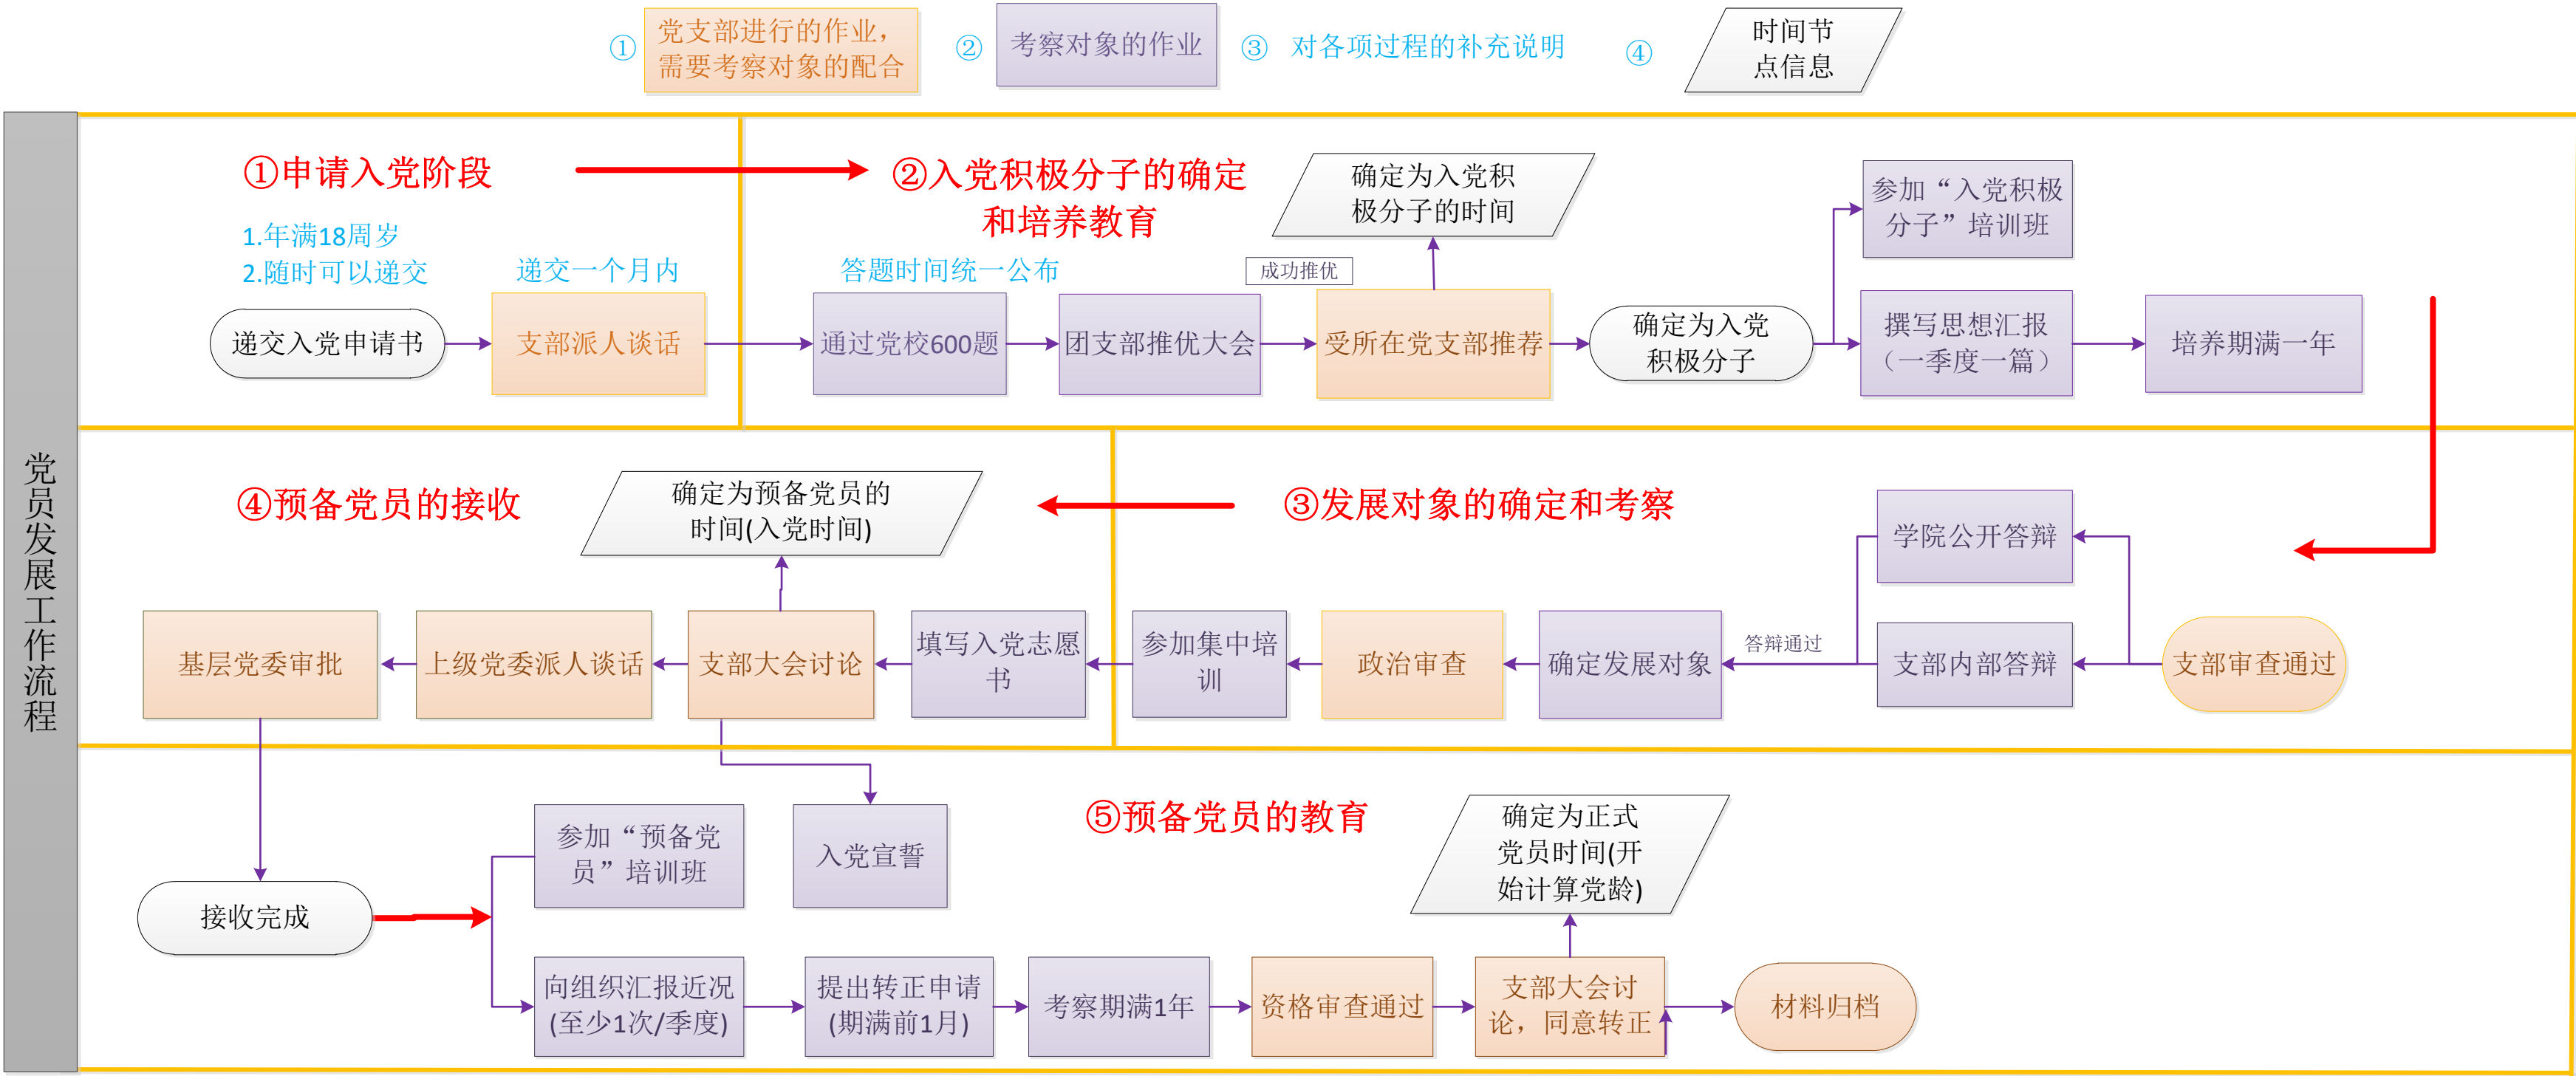 ①
党支部进行的作业，
需要考察对象的配合
②
考察对象的作业
③
对各项过程的补充说明
④
时间节
点信息
党员发展工作流程
①申请入党阶段
1.年满18周岁
2.随时可以递交
递交入党申请书
递交一个月内
支部派人谈话
②入党积极分子的确定
和培养教育
答题时间统一公布
通过党校600题
团支部推优大会
成功推优
确定为入党积
极分子的时间
受所在党支部推荐
确定为入党
积极分子
参加“入党积极
分子”培训班
撰写思想汇报
（一季度一篇）
培养期满一年
③发展对象的确定和考察
支部审查通过
学院公开答辩
支部内部答辩
答辩通过
确定发展对象
政治审查
参加集中培
训
④预备党员的接收
确定为预备党员的
时间(入党时间)
填写入党志愿
书
支部大会讨论
上级党委派人谈话
基层党委审批
⑤预备党员的教育
接收完成
参加“预备党
员”培训班
入党宣誓
向组织汇报近况
(至少1次/季度)
提出转正申请
(期满前1月)
考察期满1年
资格审查通过
确定为正式
党员时间(开
始计算党龄)
支部大会讨
论，同意转正
材料归档